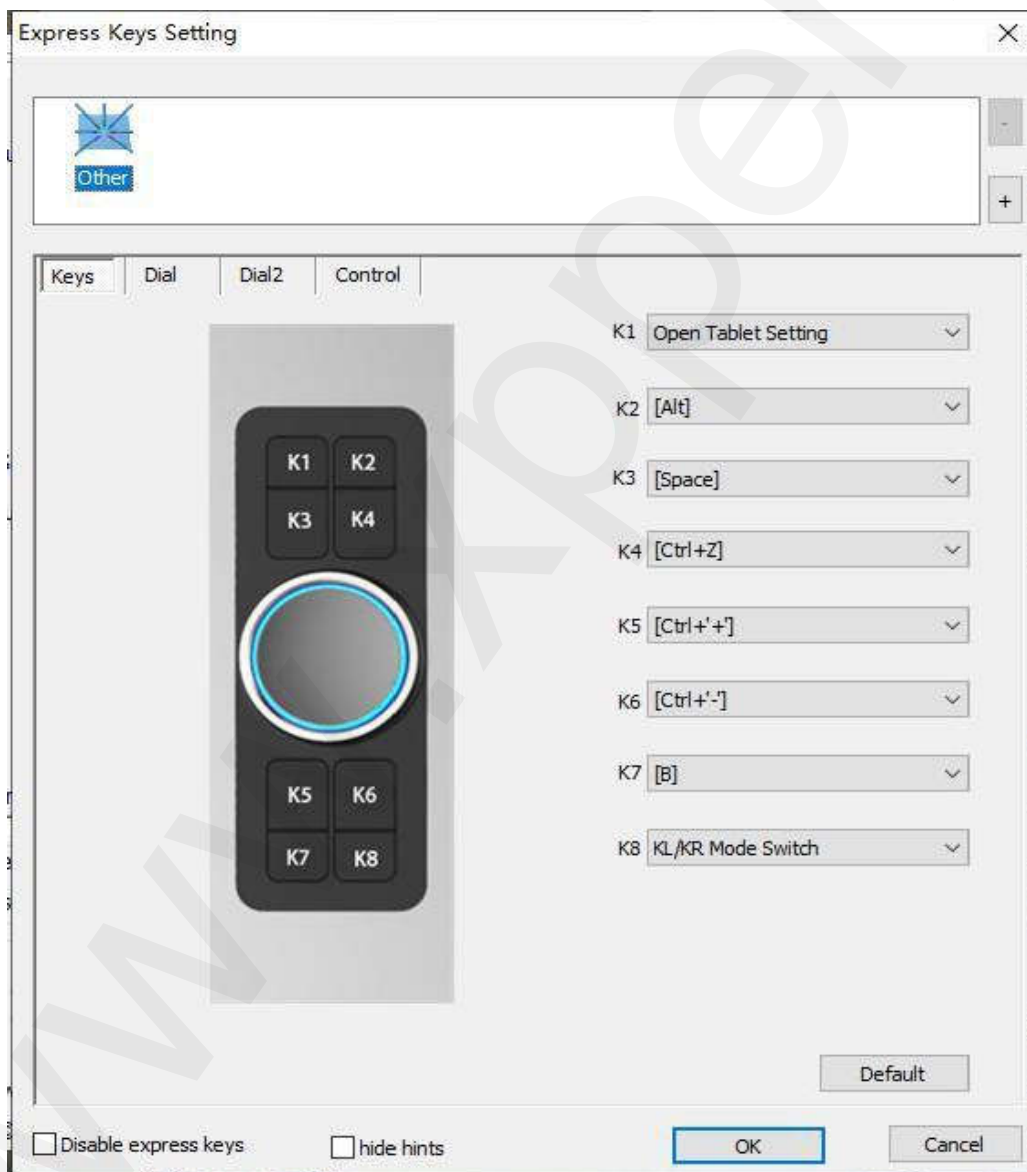 Express Keys Setting
-
Other
+
Keys Dial Dial2 Control
K1 Open Tablet Setting
K2 [Alt]
K3 [Space]
K4 [Ctrl+Z]
K5 [Ctrl+'+']
K6 [Ctrl+'-']
K7 [B]
K8 KL/KR Mode Switch
K1 K2
K3 K4
K5 K6
K7 K8
Default
Disable express keys hide hints OK Cancel